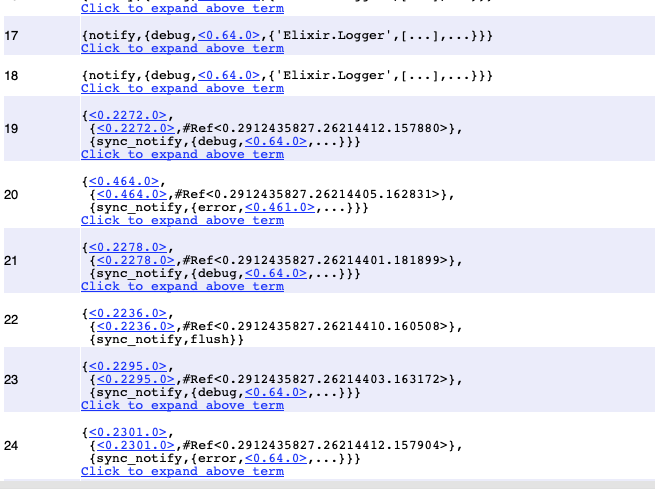 Click to expand above term
17
{notify,{debug,<0.64.0>,{'Elixir.Logger',[...],...}}}
Click to expand above term
18
{notify,{debug,<0.64.0>,{'Elixir.Logger',[...],...}}}
Click to expand above term
19
{<0.2272.0>,
{<0.2272.0>,#Ref<0.2912435827.26214412.157880>},
{sync_notify,{debug,<0.64.0>,...}}}
Click to expand above term
20
{<0.464.0>,
{<0.464.0>,#Ref<0.2912435827.26214405.162831>},
{sync_notify,{error,<0.461.0>,...}}}
Click to expand above term
21
{<0.2278.0>,
{<0.2278.0>,#Ref<0.2912435827.26214401.181899>},
{sync_notify,{debug,<0.64.0>,...}}}
Click to expand above term
22
{<0.2236.0>,
{<0.2236.0>,#Ref<0.2912435827.26214410.160508>},
{sync_notify,flush}}
23
{<0.2295.0>,
{<0.2295.0>,#Ref<0.2912435827.26214403.163172>},
{sync_notify,{debug,<0.64.0>,...}}}
Click to expand above term
24
{<0.2301.0>,
{<0.2301.0>,#Ref<0.2912435827.26214412.157904>},
{sync_notify,{error,<0.64.0>,...}}}
Click to expand above term